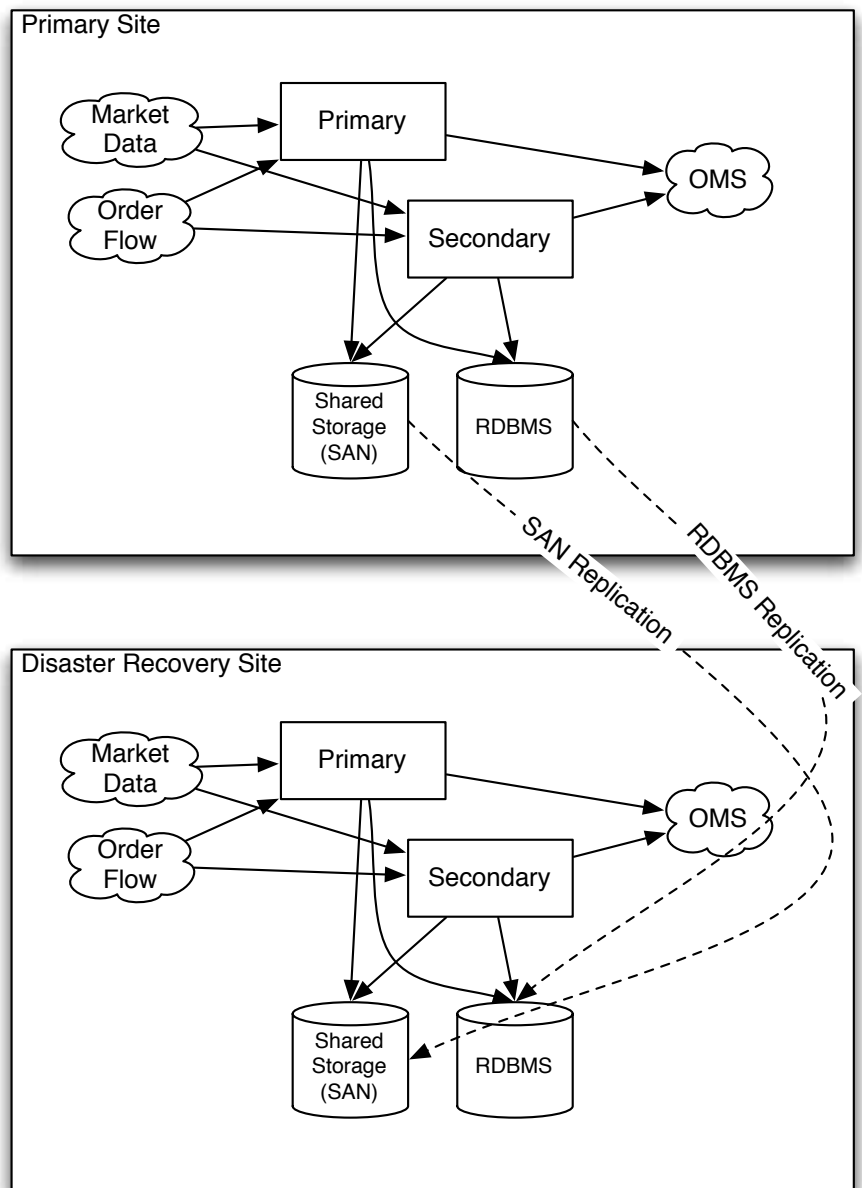 Primary Site
Market
Data
Primary
OMS
Order
Flow
Secondary
Shared
Storage
(SAN)
RDBMS
SAN Replication
RDBMS Replication
Disaster Recovery Site
Market
Data
Primary
OMS
Order
Flow
Secondary
Shared
Storage
(SAN)
RDBMS